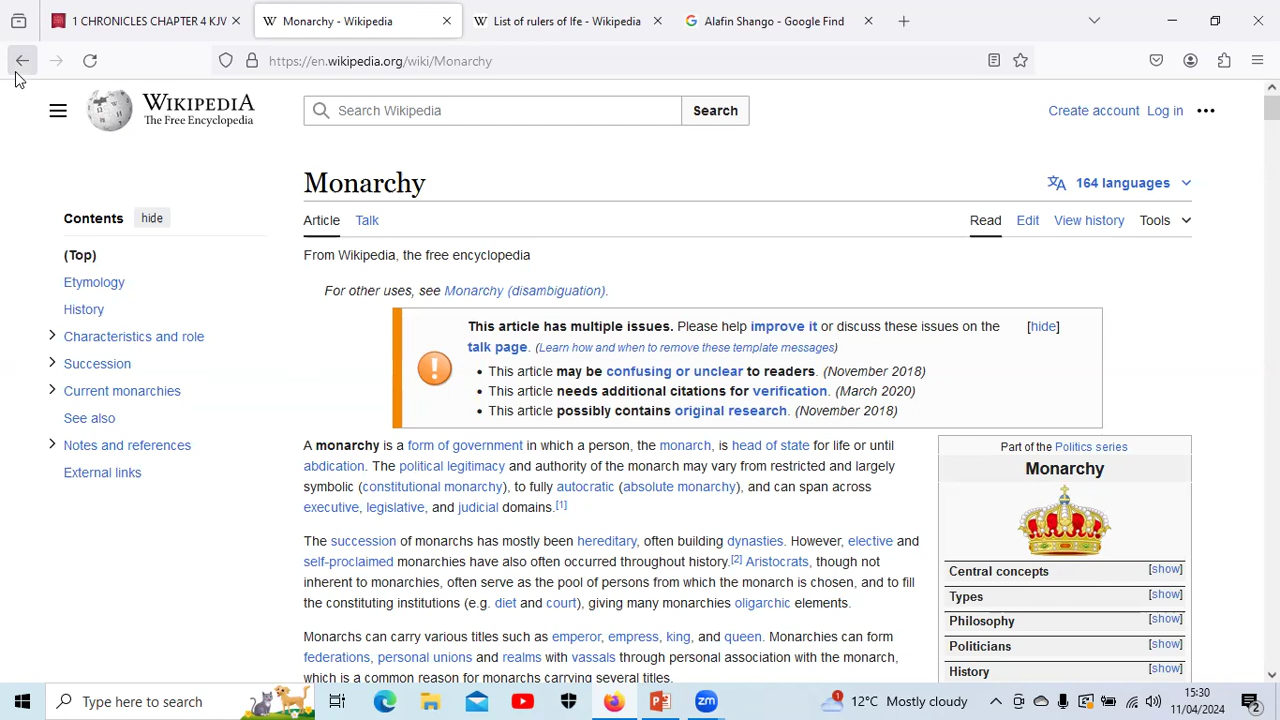 1 CHRONICLES CHAPTER 4 KJV
Monarchy - Wikipedia
List of rulers of Ife - Wikipedia
Alafin Shango - Google Find
https://en.wikipedia.org/wiki/Monarchy
WIKIPEDIA
The Free Encyclopedia
Search Wikipedia
Search
Create account Log in
Monarchy
164 languages
Contents hide
Article Talk
Read Edit View history Tools
(Top)
Etymology
History
Characteristics and role
Succession
Current monarchies
See also
Notes and references
External links
From Wikipedia, the free encyclopedia
For other uses, see Monarchy (disambiguation).
This article has multiple issues. Please help improve it or discuss these issues on the [hide]
talk page. (Learn how and when to remove these template messages)
• This article may be confusing or unclear to readers. (November 2018)
• This article needs additional citations for verification. (March 2020)
• This article possibly contains original research. (November 2018)
A monarchy is a form of government in which a person, the monarch, is head of state for life or until
abdication. The political legitimacy and authority of the monarch may vary from restricted and largely
symbolic (constitutional monarchy), to fully autocratic (absolute monarchy), and can span across
executive, legislative, and judicial domains.[1]
The succession of monarchs has mostly been hereditary, often building dynasties. However, elective and
self-proclaimed monarchies have also often occurred throughout history.[2] Aristocrats, though not
inherent to monarchies, often serve as the pool of persons from which the monarch is chosen, and to fill
the constituting institutions (e.g. diet and court), giving many monarchies oligarchic elements.
Monarchs can carry various titles such as emperor, empress, king, and queen. Monarchies can form
federations, personal unions and realms with vassals through personal association with the monarch,
which is a common reason for monarchs carrying several titles.
Part of the Politics series
Monarchy
Central concepts [show]
Types [show]
Philosophy [show]
Politicians [show]
History [show]
Type here to search
zm
1
12°C Mostly cloudy
15:30
11/04/2024
2